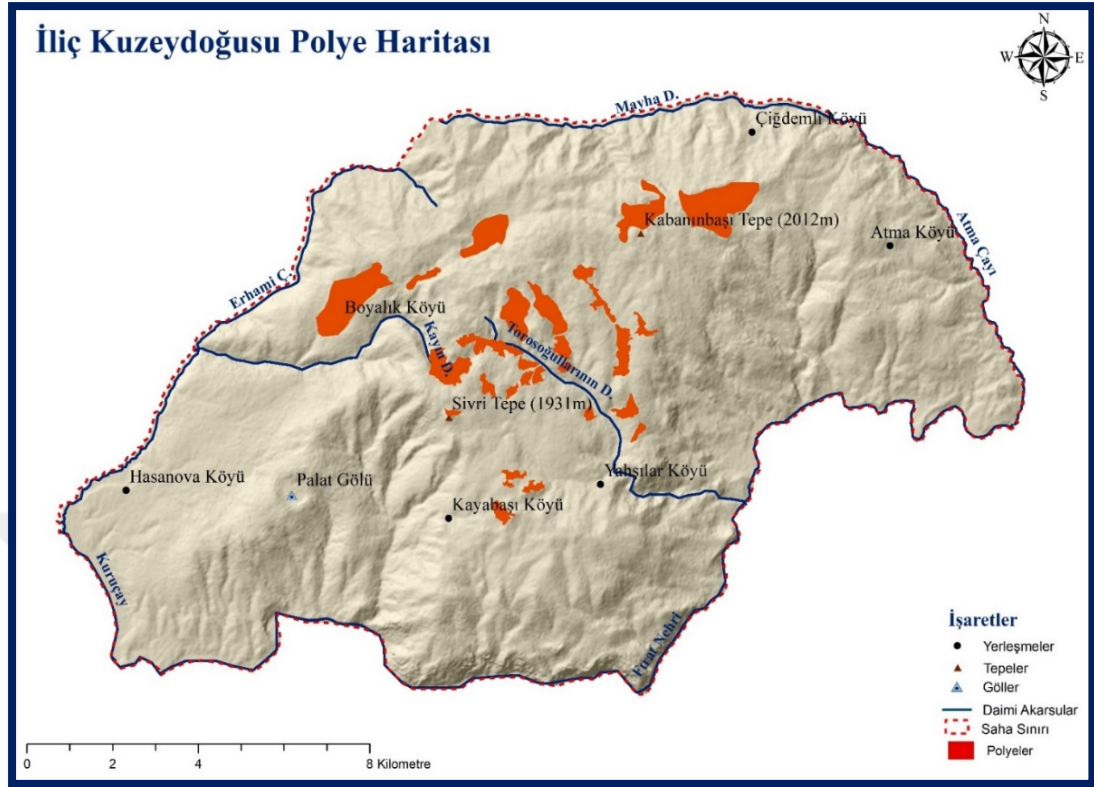 İliç Kuzeydoğusu Polye Haritası
N
W
E
S
Mayha D.
Çiğdemli Köyü
Kabanınbaşı Tepe (2012m)
Atma Köyü
Atma Çayı
Erhami Ç.
Boyalık Köyü
Kayın D.
Torosoğullarının D.
Sivri Tepe (1931m)
Hasanova Köyü
Palat Gölü
Yahşılar Köyü
Kayabaşı Köyü
Kuruçay
Fırat Nehri
İşaretler
Yerleşmeler
Tepeler
Göller
Daimi Akarsular
Saha Sınırı
Polyeler
0 2 4 8 Kilometre